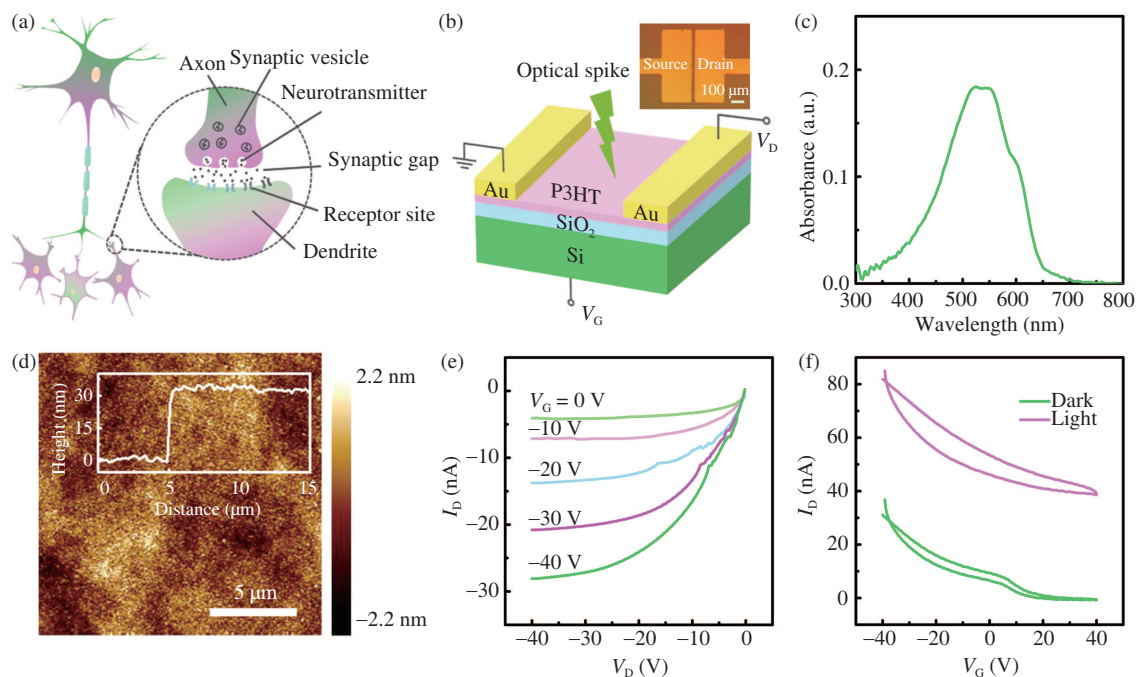 (a)
Synaptic vesicle
Axon
Neurotransmitter
Synaptic gap
Receptor site
Dendrite
(b)
Optical spike
Source
Drain
100 μm
V_D
Au
P3HT
Au
SiO₂
Si
V_G
(c)
Absorbance (a.u.)
0.2
0.1
0.0
300 400 500 600 700 800
Wavelength (nm)
(d)
Height (nm)
30
15
0
0 5 10 15
Distance (μm)
5 μm
2.2 nm
−2.2 nm
(e)
I_D (nA)
0
−10
−20
−30
V_G = 0 V
−10 V
−20 V
−30 V
−40 V
−40 −30 −20 −10 0
V_D (V)
(f)
I_D (nA)
80
60
40
20
0
Dark
Light
−40 −20 0 20 40
V_G (V)